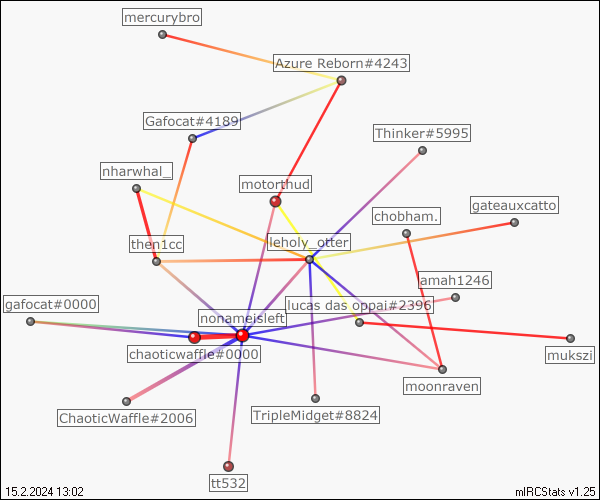 mercurybro
Azure Reborn#4243
Gafocat#4189
Thinker#5995
nharwhal_
motorthud
gateauxcatto
chobham.
then1cc
leholy_otter
amah1246
gafocat#0000
lucas das oppai#2396
nonameisleft
chaoticwaffle#0000
mukszi
moonraven
ChaoticWaffle#2006
TripleMidget#8824
tt532
15.2.2024 13:02
mIRCStats v1.25